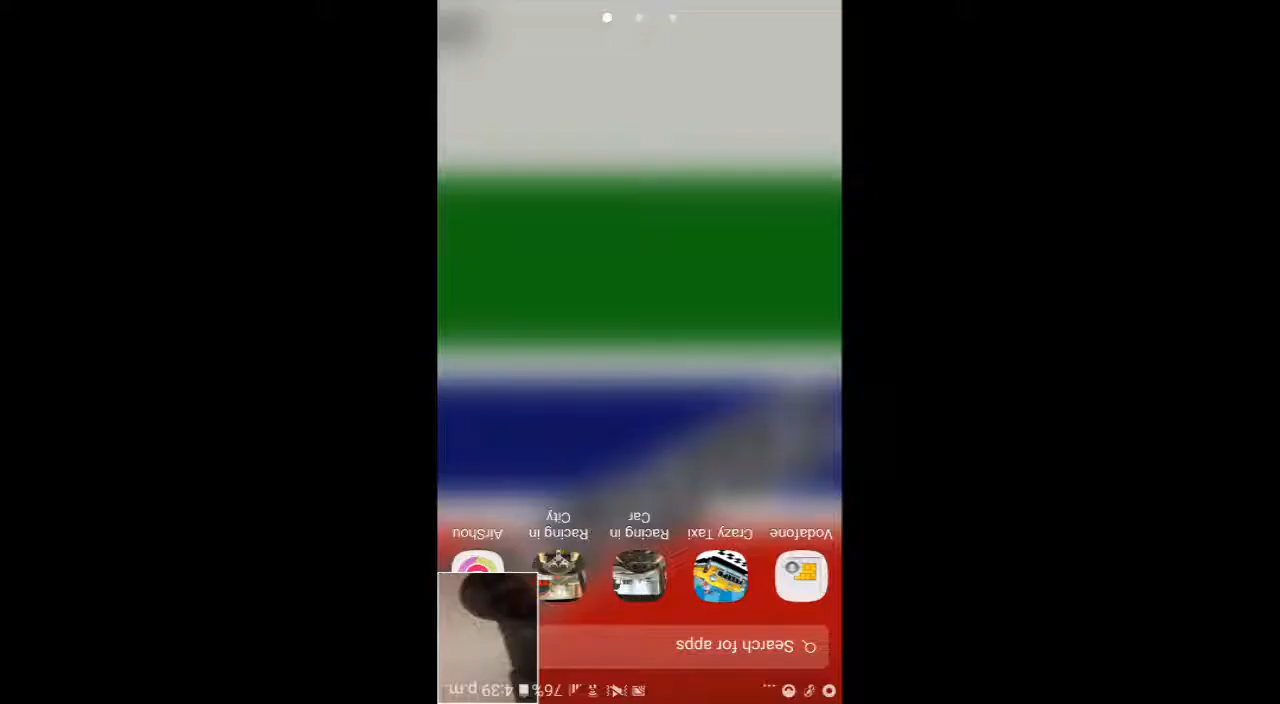 76% 4:39 p.m.
Search for apps
Vodafone
Crazy Taxi
Racing in
Car
Racing in
City
AirShou